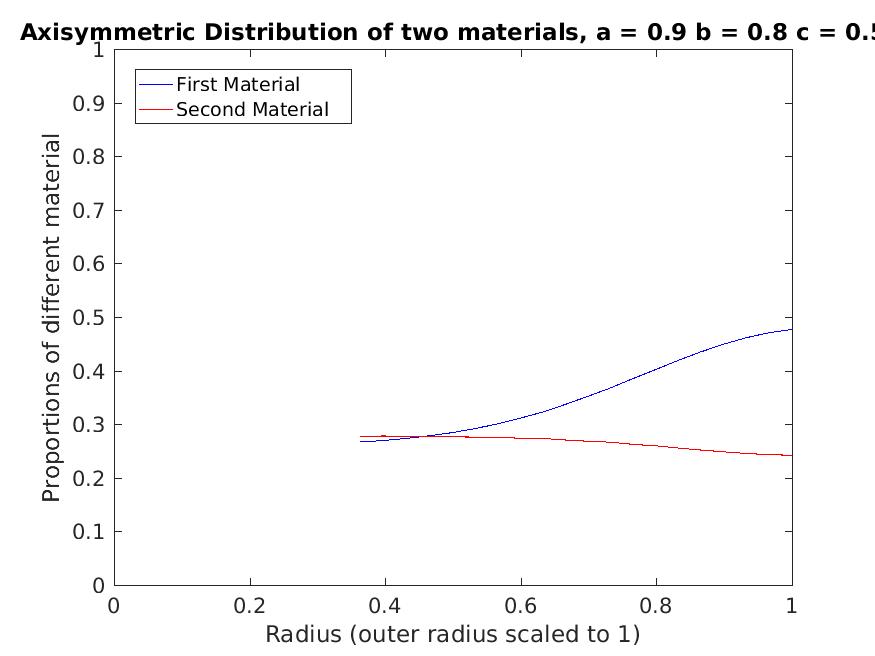 Axisymmetric Distribution of two materials, a = 0.9 b = 0.8 c = 0.5
1
First Material
Second Material
0.9
0.8
0.7
0.6
0.5
0.4
0.3
0.2
0.1
0
Proportions of different material
0 0.2 0.4 0.6 0.8 1
Radius (outer radius scaled to 1)